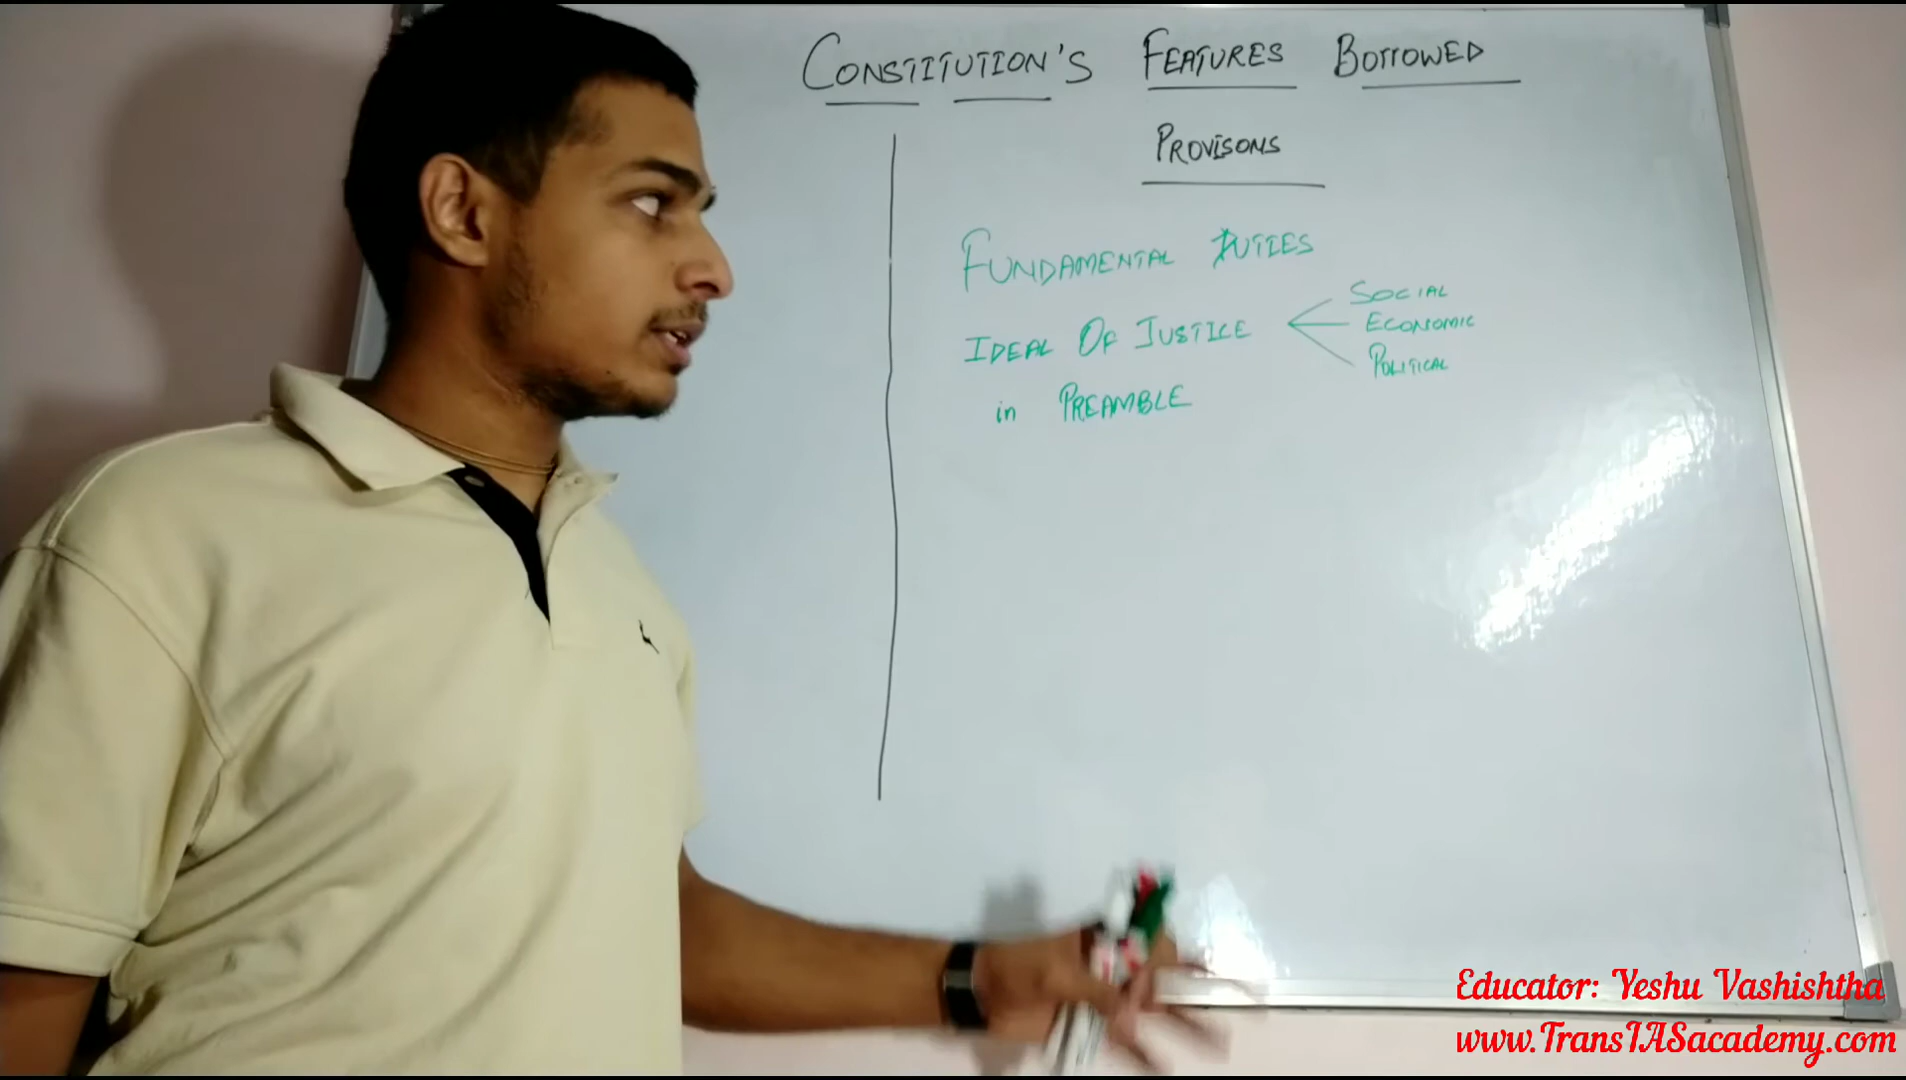 CONSTITUTION'S FEATURES BORROWED
PROVISONS
FUNDAMENTAL DUTIES
IDEAL OF JUSTICE
SOCIAL
ECONOMIC
POLITICAL
in PREAMBLE
Educator: Yeshu Vashishtha
www.TransIASacademy.com